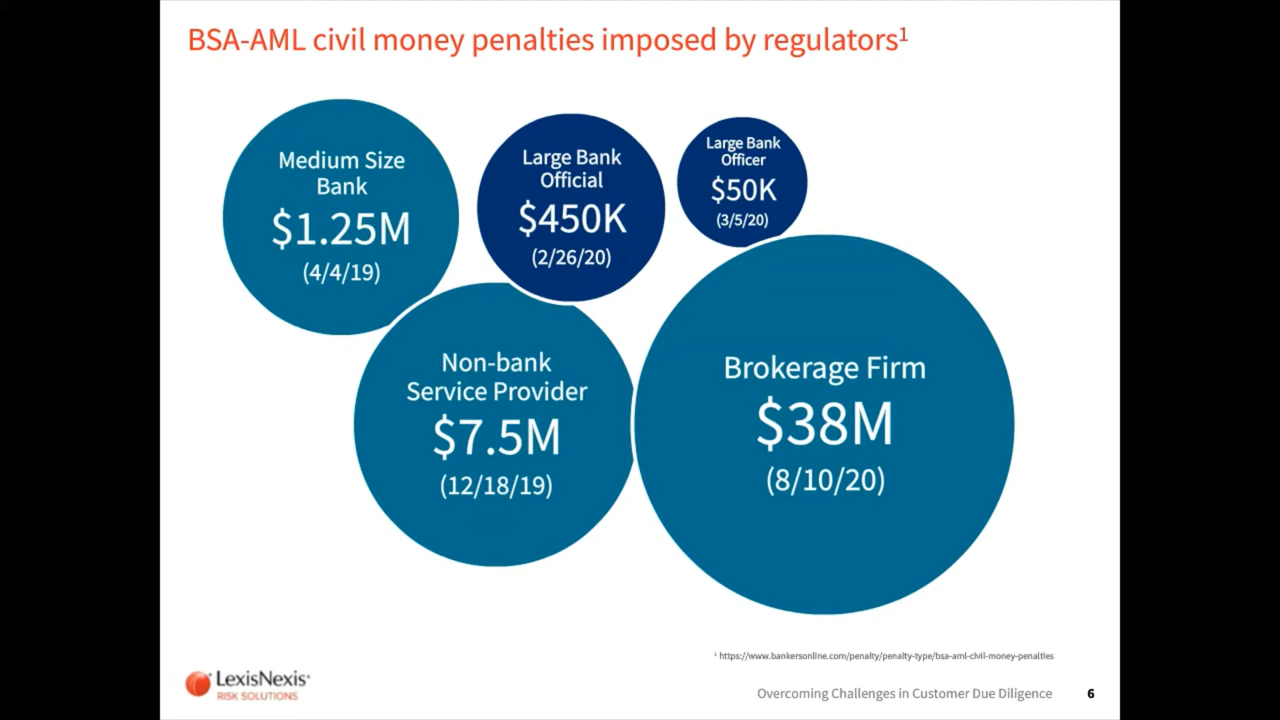 BSA-AML civil money penalties imposed by regulators¹
Medium Size
Bank
$1.25M
(4/4/19)
Large Bank
Official
$450K
(2/26/20)
Large Bank
Officer
$50K
(3/5/20)
Non-bank
Service Provider
$7.5M
(12/18/19)
Brokerage Firm
$38M
(8/10/20)
¹ https://www.bankersonline.com/penalty/penalty-type/bsa-aml-civil-money-penalties
LexisNexis®
RISK SOLUTIONS
Overcoming Challenges in Customer Due Diligence 6